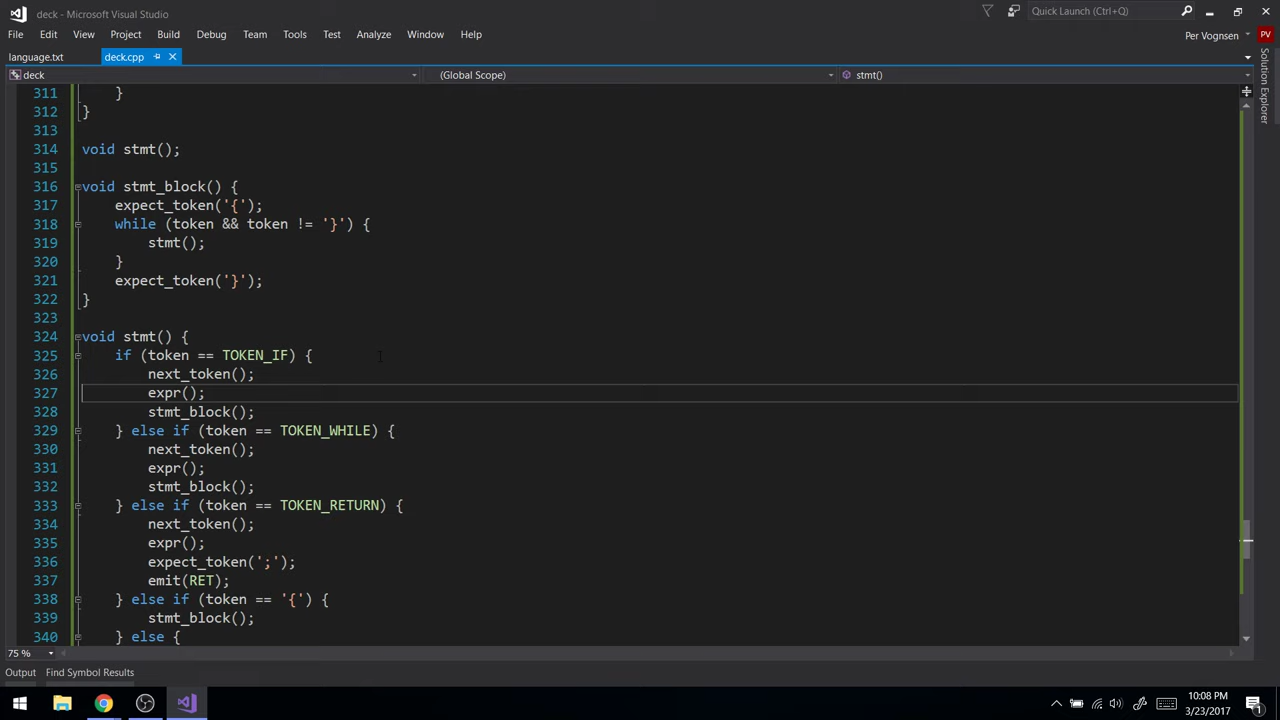 deck - Microsoft Visual Studio
Quick Launch (Ctrl+Q)
File Edit View Project Build Debug Team Tools Test Analyze Window Help
Per Vognsen PV
language.txt deck.cpp
deck (Global Scope) stmt()
Solution Explorer
311 }
312 }
313
314 void stmt();
315
316 void stmt_block() {
317 expect_token('{');
318 while (token && token != '}') {
319 stmt();
320 }
321 expect_token('}');
322 }
323
324 void stmt() {
325 if (token == TOKEN_IF) {
326 next_token();
327 expr();
328 stmt_block();
329 } else if (token == TOKEN_WHILE) {
330 next_token();
331 expr();
332 stmt_block();
333 } else if (token == TOKEN_RETURN) {
334 next_token();
335 expr();
336 expect_token(';');
337 emit(RET);
338 } else if (token == '{') {
339 stmt_block();
340 } else {
75 %
Output Find Symbol Results
10:08 PM
3/23/2017
1